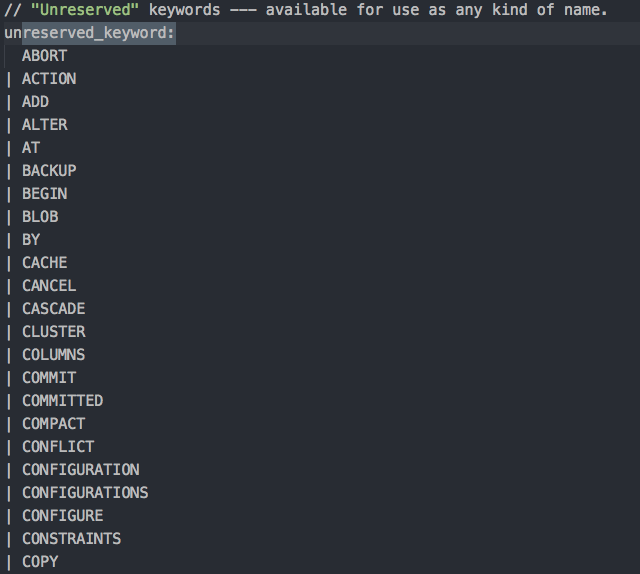 // "Unreserved" keywords --- available for use as any kind of name.
unreserved_keyword:
ABORT
| ACTION
| ADD
| ALTER
| AT
| BACKUP
| BEGIN
| BLOB
| BY
| CACHE
| CANCEL
| CASCADE
| CLUSTER
| COLUMNS
| COMMIT
| COMMITTED
| COMPACT
| CONFLICT
| CONFIGURATION
| CONFIGURATIONS
| CONFIGURE
| CONSTRAINTS
| COPY